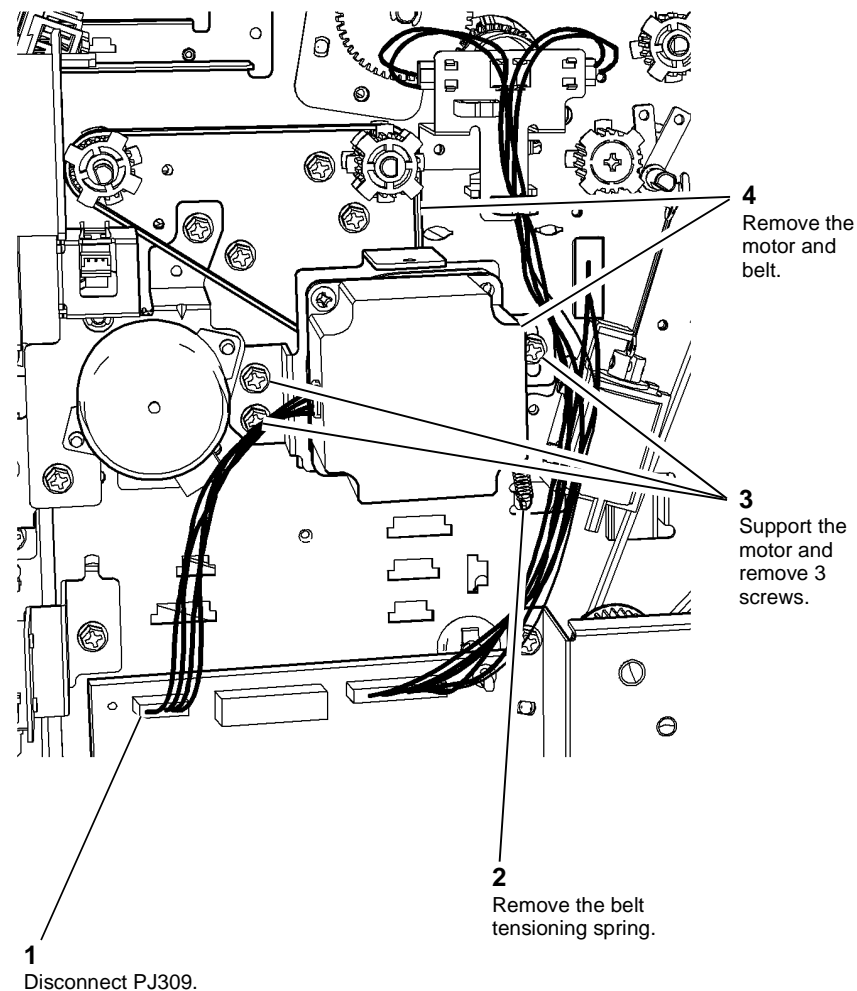 4
Remove the
motor and
belt.
3
Support the
motor and
remove 3
screws.
2
Remove the belt
tensioning spring.
1
Disconnect PJ309.